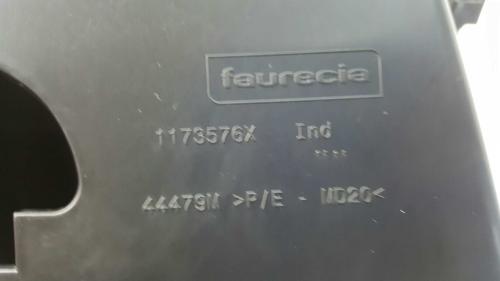 faurecia
1173576X Ind
44479M >P/E - MD20<